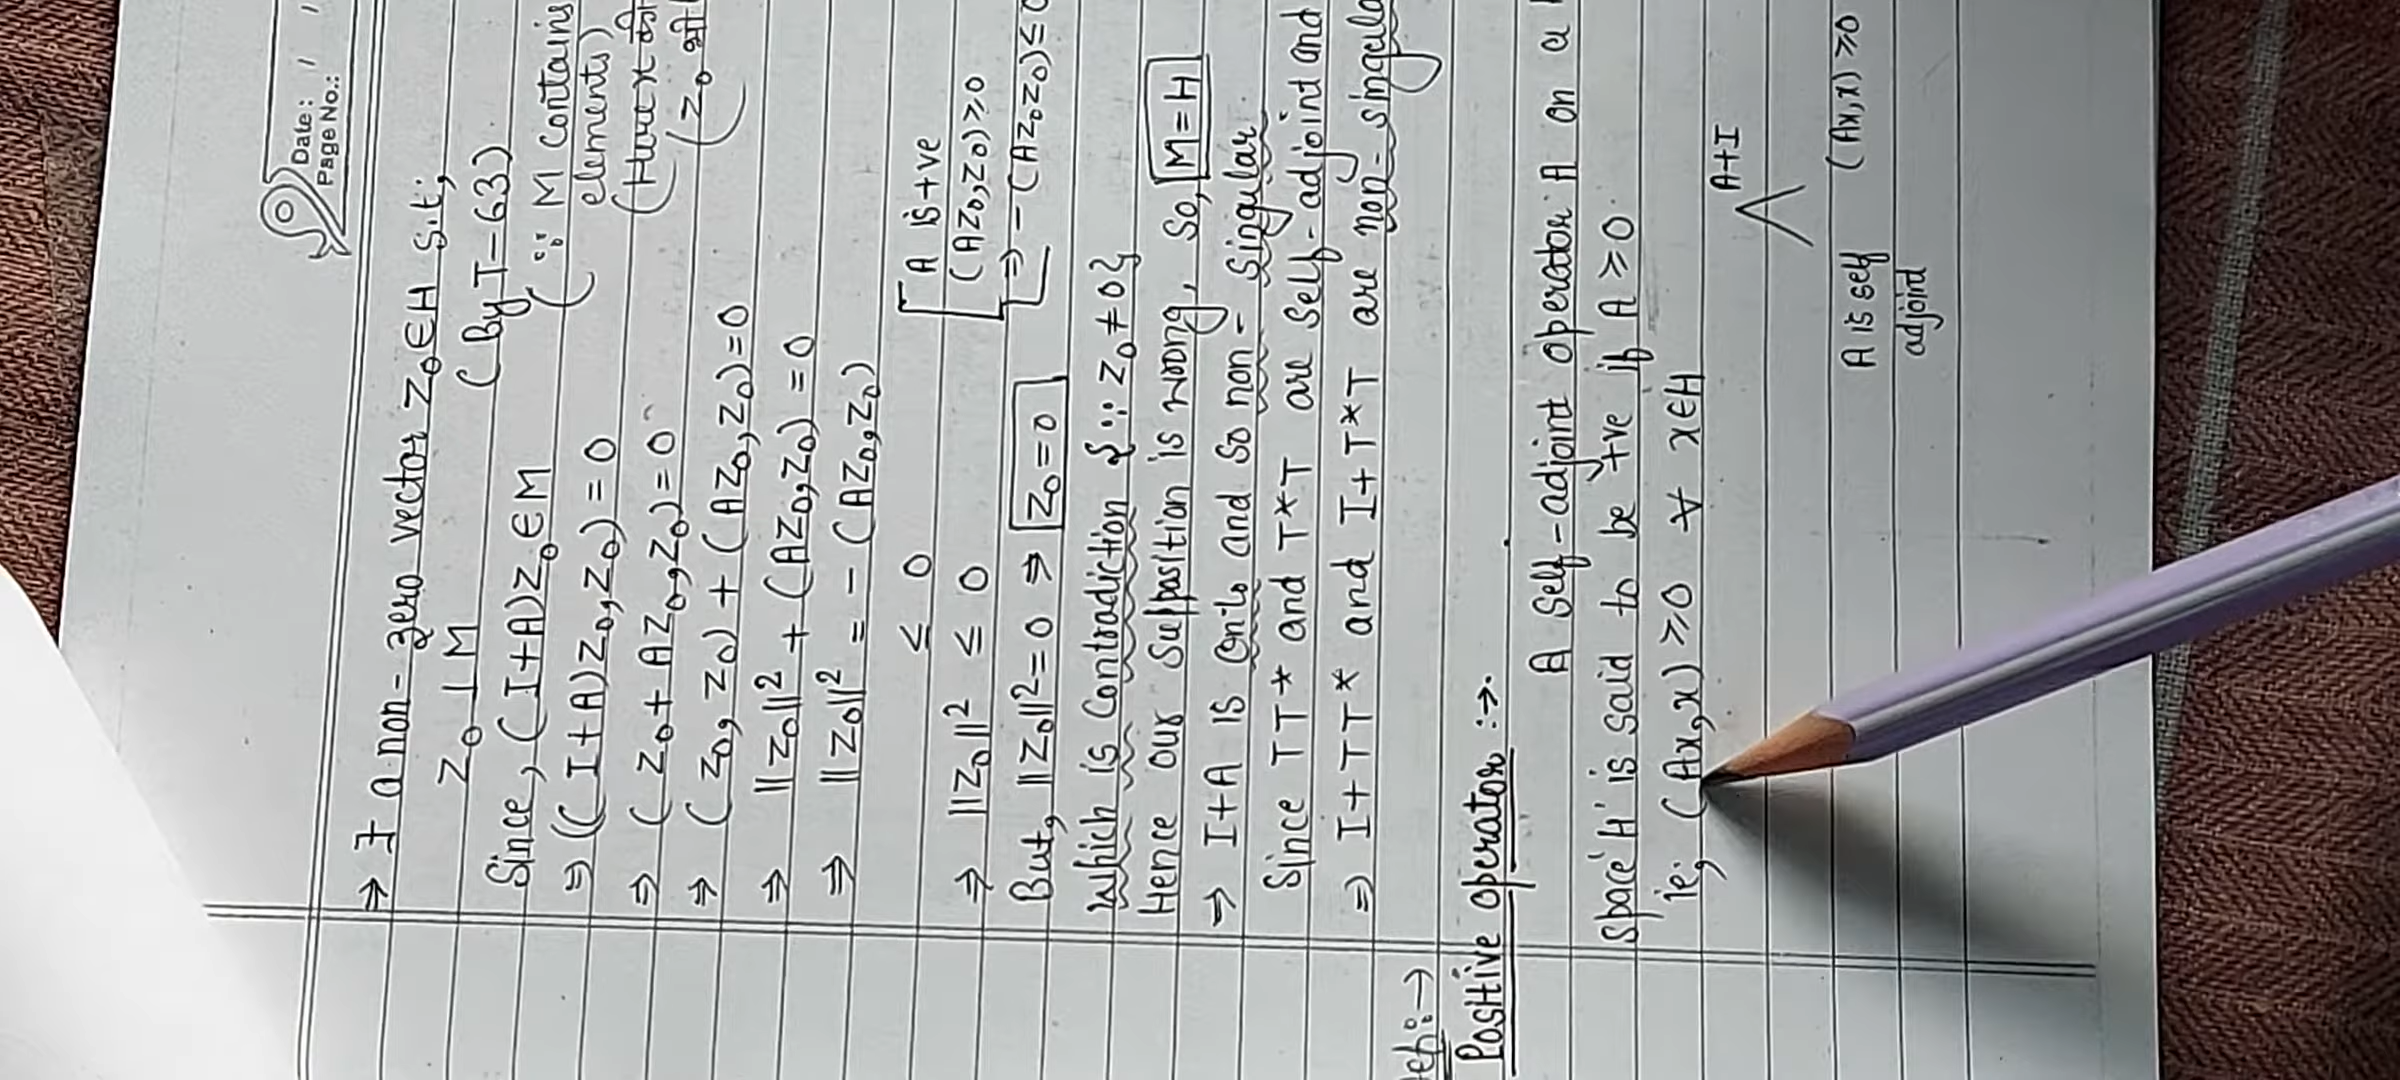 Date: / /
Page No.:
⇒ ∃ a non-zero vector z₀∈H s.t;
z₀ ⊥ M (By T-63)
Since, (I+A)z₀∈M (∵ M contains
elements)
⇒ ((I+A)z₀,z₀) = 0 (Here x की
⇒ (z₀+Az₀,z₀) = 0 (z₀ भी
⇒ (z₀,z₀) + (Az₀,z₀)=0
⇒ ||z₀||² + (Az₀,z₀) = 0
⇒ ||z₀||² = -(Az₀,z₀)
≤ 0 [A is +ve
(Az₀,z₀)≥0
⇒ ||z₀||² ≤ 0 ⇒ -(Az₀z₀)≤0
But, ||z₀||²=0 ⇒ z₀=0
Which is Contradiction {∵ z₀≠0}
Hence our Supposition is wrong, So, M=H
⇒ I+A is onto and so non-singular
Since TT* and T*T are self-adjoint and
⇒ I+TT* and I+T*T are non-singula
Defn:→
Positive operator :→.
A self-adjoint operator A on a
space 'H' is said to be +ve if A ≥ 0
ie; (Ax,x) ≥0 ∀ x∈H
A+I
A is self (Ax,x) ≥0
adjoint